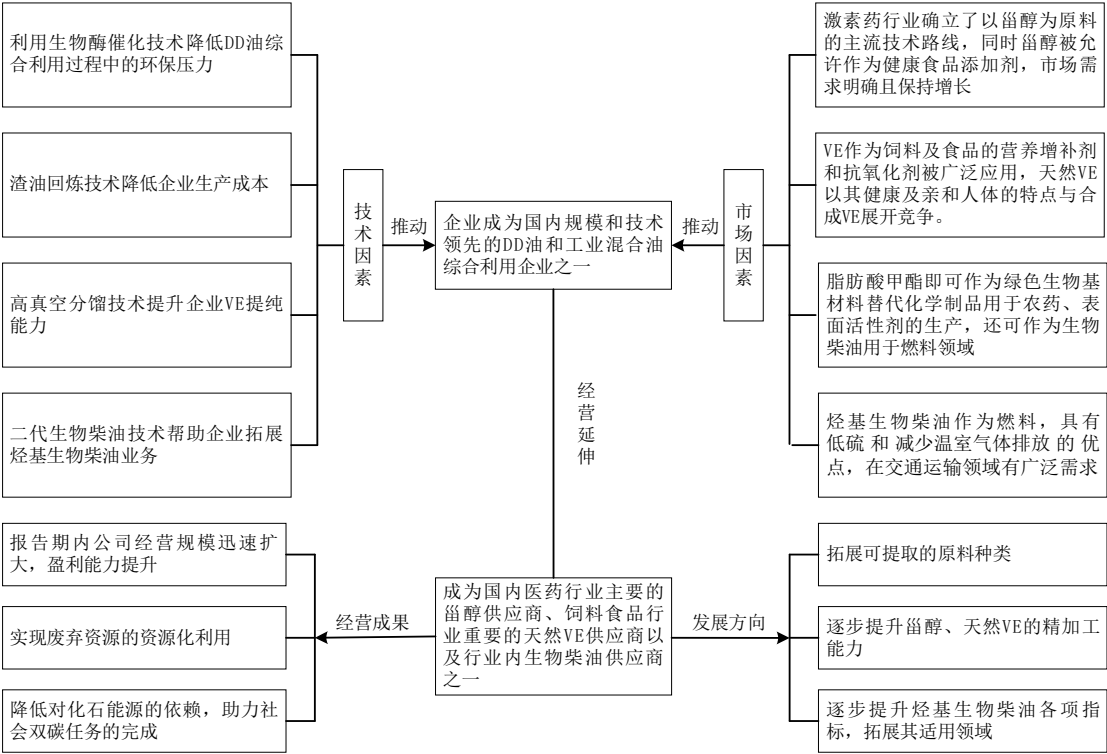 利用生物酶催化技术降低DD油综
合利用过程中的环保压力
渣油回炼技术降低企业生产成本
高真空分馏技术提升企业VE提纯
能力
二代生物柴油技术帮助企业拓展
烃基生物柴油业务
技
术
因
素
推动
企业成为国内规模和技术
领先的DD油和工业混合油
综合利用企业之一
推动
市
场
因
素
激素药行业确立了以甾醇为原料
的主流技术路线，同时甾醇被允
许作为健康食品添加剂，市场需
求明确且保持增长
VE作为饲料及食品的营养增补剂
和抗氧化剂被广泛应用，天然VE
以其健康及亲和人体的特点与合
成VE展开竞争。
脂肪酸甲酯即可作为绿色生物基
材料替代化学制品用于农药、表
面活性剂的生产，还可作为生物
柴油用于燃料领域
烃基生物柴油作为燃料，具有
低硫 和 减少温室气体排放 的 优
点，在交通运输领域有广泛需求
经
营
延
伸
报告期内公司经营规模迅速扩
大，盈利能力提升
实现废弃资源的资源化利用
降低对化石能源的依赖，助力社
会双碳任务的完成
经营成果
成为国内医药行业主要的
甾醇供应商、饲料食品行
业重要的天然VE供应商以
及行业内生物柴油供应商
之一
发展方向
拓展可提取的原料种类
逐步提升甾醇、天然VE的精加工
能力
逐步提升烃基生物柴油各项指
标，拓展其适用领域